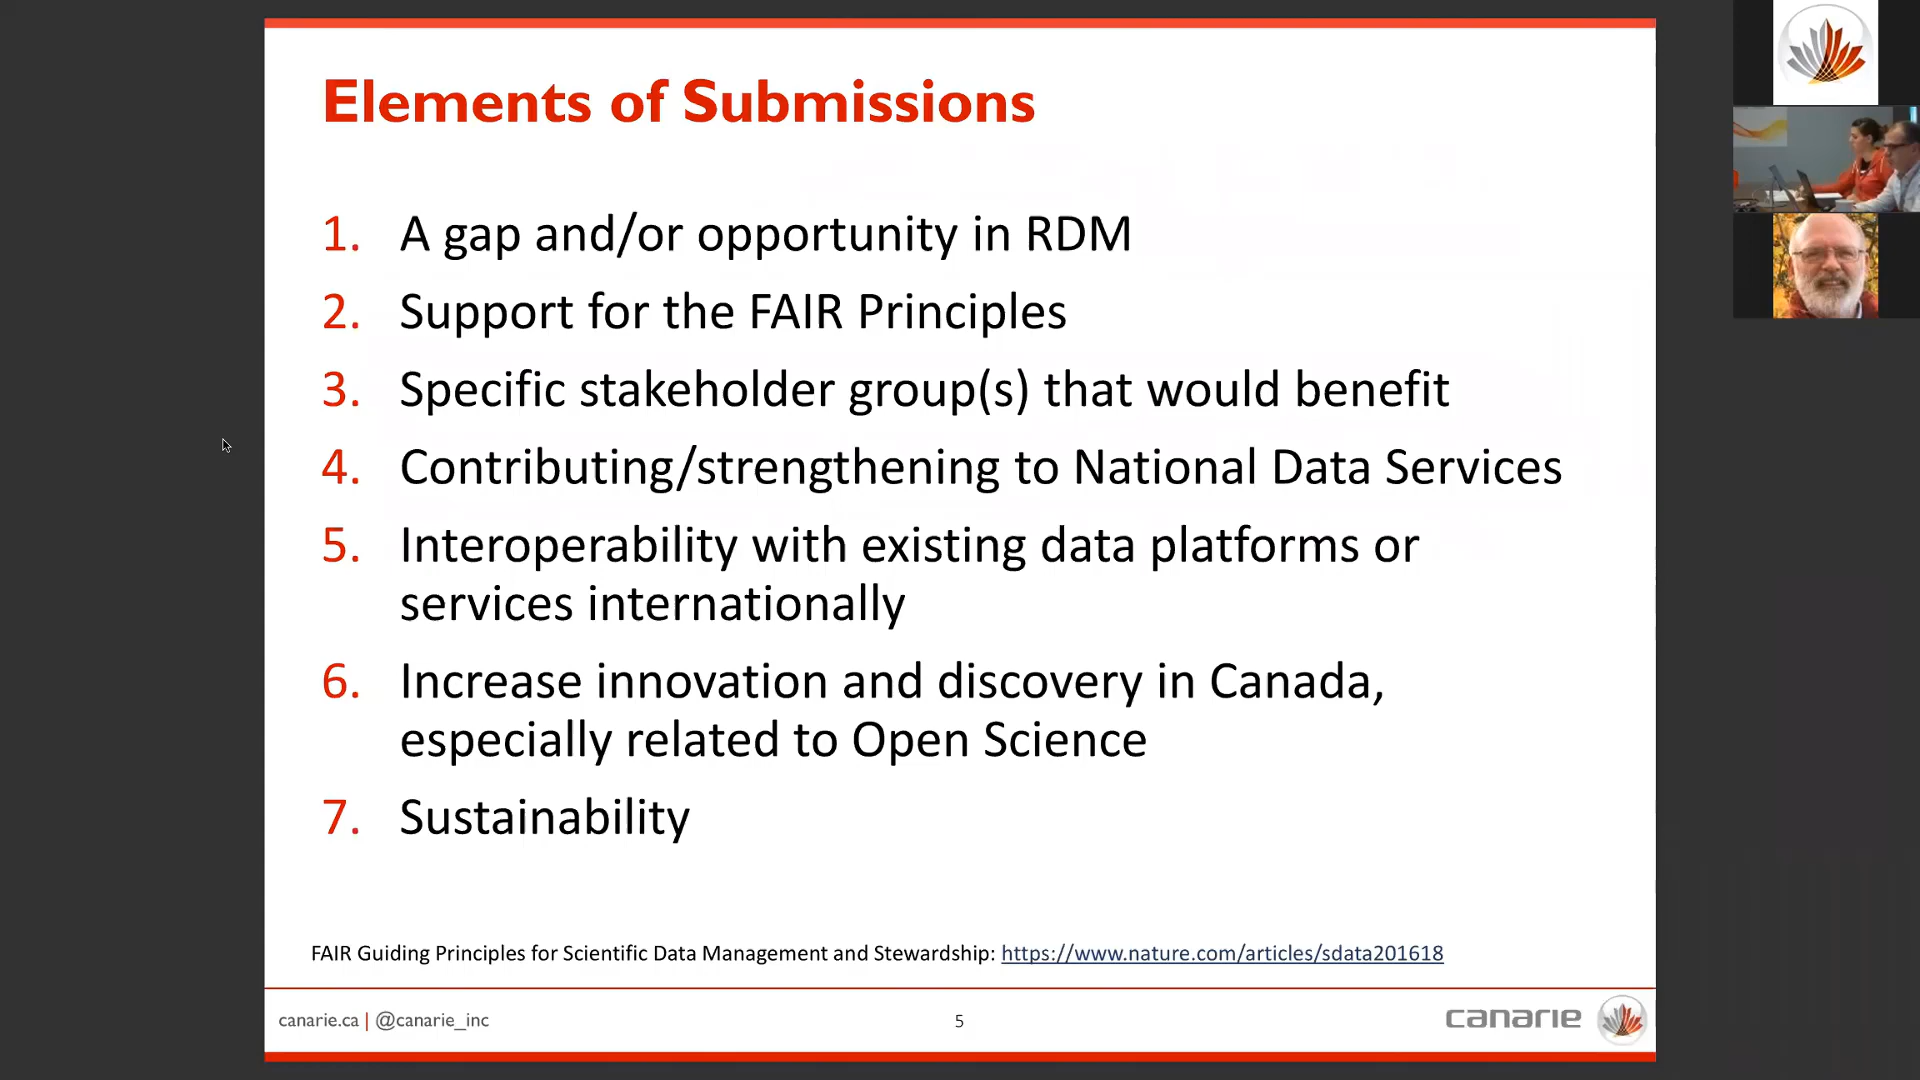 Elements of Submissions
1. A gap and/or opportunity in RDM
2. Support for the FAIR Principles
3. Specific stakeholder group(s) that would benefit
4. Contributing/strengthening to National Data Services
5. Interoperability with existing data platforms or
services internationally
6. Increase innovation and discovery in Canada,
especially related to Open Science
7. Sustainability
FAIR Guiding Principles for Scientific Data Management and Stewardship: https://www.nature.com/articles/sdata201618
canarie.ca | @canarie_inc
5
canarie